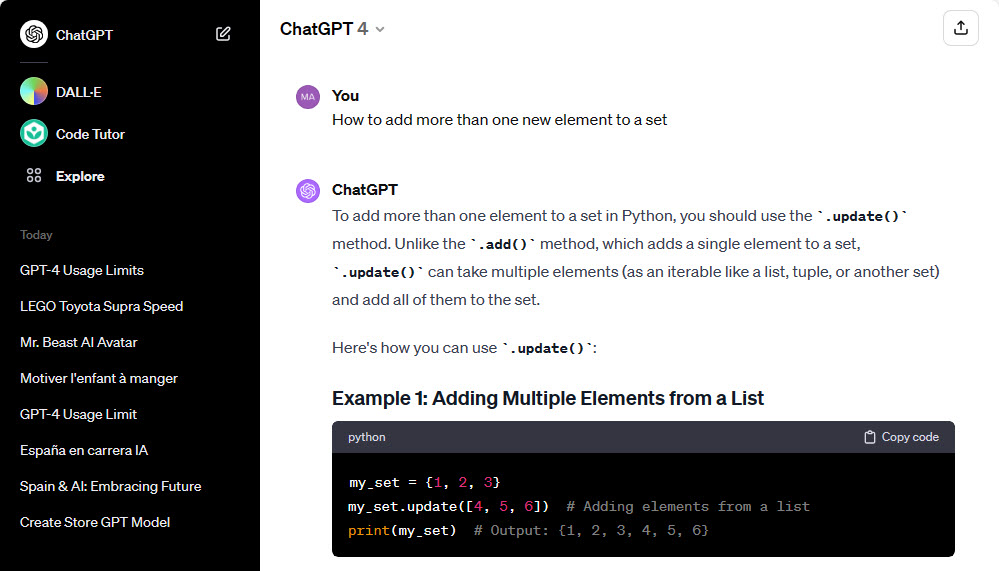 ChatGPT
DALL·E
Code Tutor
Explore
Today
GPT-4 Usage Limits
LEGO Toyota Supra Speed
Mr. Beast AI Avatar
Motiver l'enfant à manger
GPT-4 Usage Limit
España en carrera IA
Spain & AI: Embracing Future
Create Store GPT Model
ChatGPT 4
MA
You
How to add more than one new element to a set
ChatGPT
To add more than one element to a set in Python, you should use the `.update()`
method. Unlike the `.add()` method, which adds a single element to a set,
`.update()` can take multiple elements (as an iterable like a list, tuple, or another set)
and add all of them to the set.
Here's how you can use `.update()`:
Example 1: Adding Multiple Elements from a List
python
Copy code
my_set = {1, 2, 3}
my_set.update([4, 5, 6])  # Adding elements from a list
print(my_set)  # Output: {1, 2, 3, 4, 5, 6}